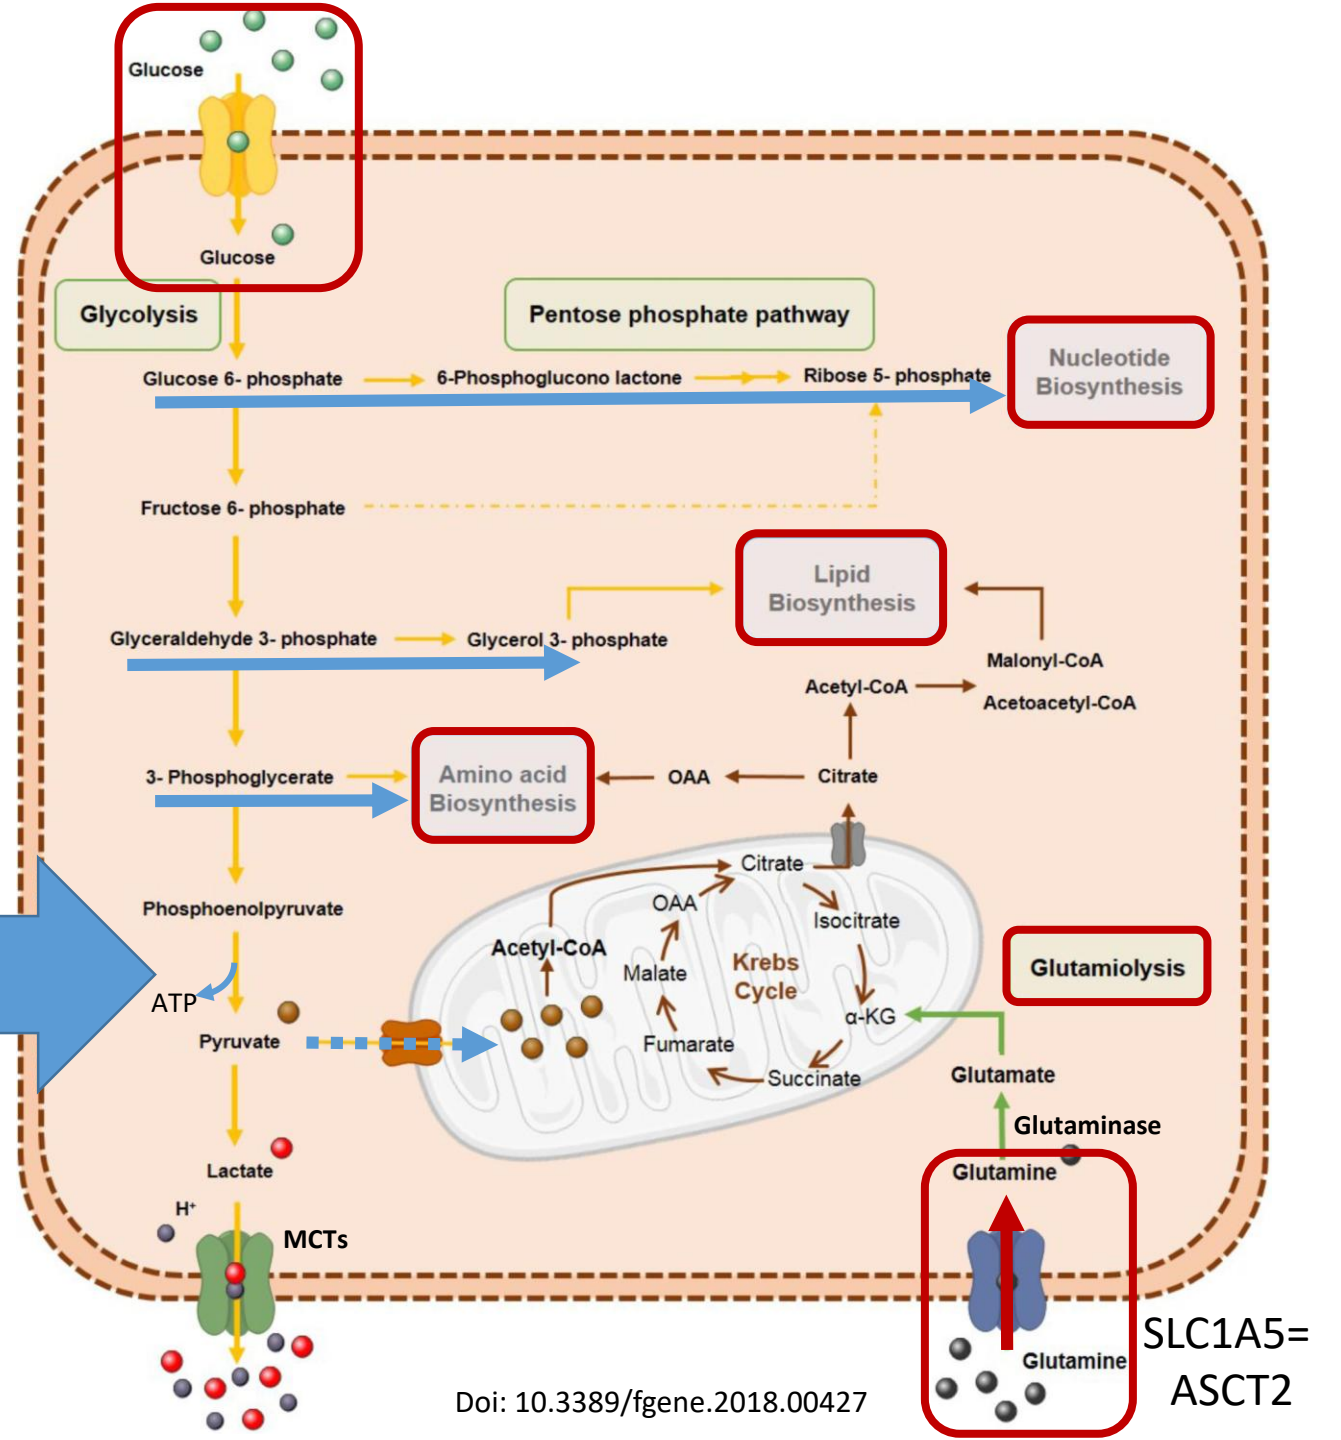 Glucose
Glucose
Glycolysis
Pentose phosphate pathway
Nucleotide
Biosynthesis
Glucose 6- phosphate
6-Phosphoglucono lactone
Ribose 5- phosphate
Fructose 6- phosphate
Lipid
Biosynthesis
Glyceraldehyde 3- phosphate
Glycerol 3- phosphate
Malonyl-CoA
Acetyl-CoA
Acetoacetyl-CoA
3- Phosphoglycerate
Amino acid
Biosynthesis
OAA
Citrate
Citrate
Phosphoenolpyruvate
OAA
Isocitrate
Acetyl-CoA
Malate
Krebs
Cycle
Glutamiolysis
ATP
α-KG
Pyruvate
Fumarate
Succinate
Glutamate
Glutaminase
Lactate
Glutamine
H+
MCTs
SLC1A5=
ASCT2
Glutamine
Doi: 10.3389/fgene.2018.00427